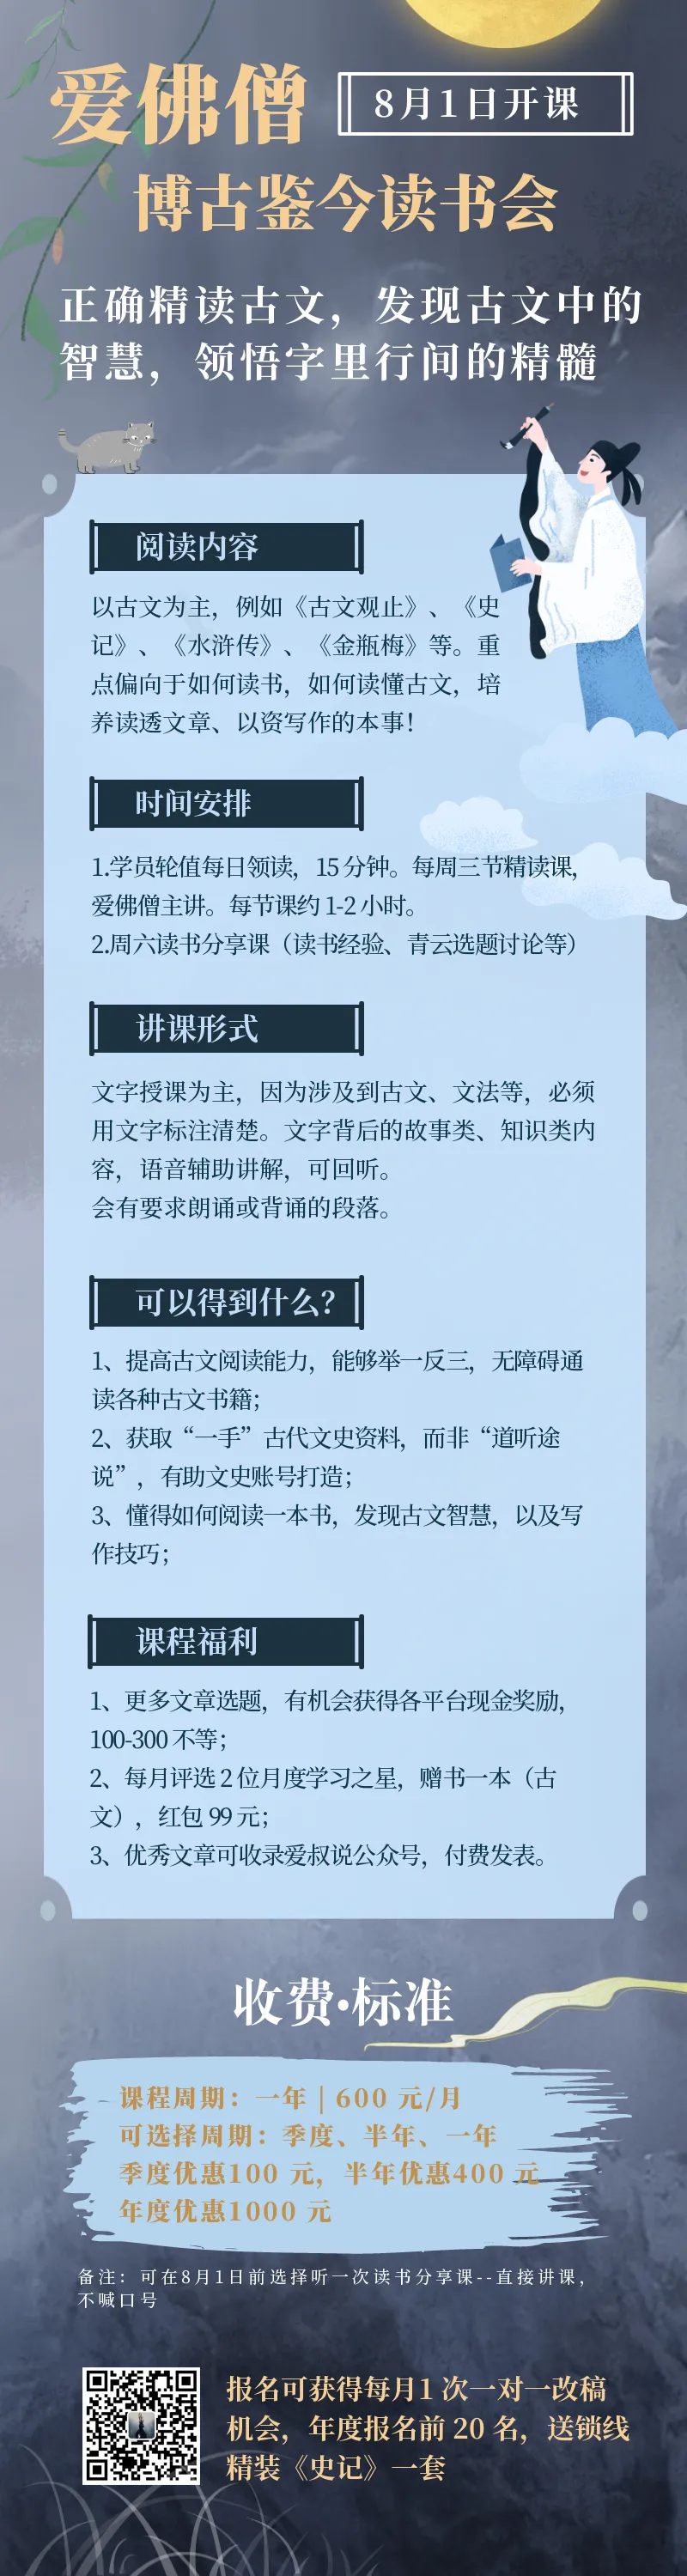 爱佛僧
8月1日开课
博古鉴今读书会
正确精读古文，发现古文中的
智慧，领悟字里行间的精髓
阅读内容
以古文为主，例如《古文观止》、《史
记》、《水浒传》、《金瓶梅》等。重
点偏向于如何读书，如何读懂古文，培
养读透文章、以资写作的本事！
时间安排
1.学员轮值每日领读，15分钟。每周三节精读课，
爱佛僧主讲。每节课约 1-2 小时。
2.周六读书分享课（读书经验、青云选题讨论等）
讲课形式
文字授课为主，因为涉及到古文、文法等，必须
用文字标注清楚。文字背后的故事类、知识类内
容，语音辅助讲解，可回听。
会有要求朗诵或背诵的段落。
可以得到什么？
1、提高古文阅读能力，能够举一反三，无障碍通
读各种古文书籍；
2、获取“一手”古代文史资料，而非“道听途
说”，有助文史账号打造；
3、懂得如何阅读一本书，发现古文智慧，以及写
作技巧；
课程福利
1、更多文章选题，有机会获得各平台现金奖励，
100-300 不等；
2、每月评选 2 位月度学习之星，赠书一本（古
文），红包 99 元；
3、优秀文章可收录爱叔说公众号，付费发表。
收费·标准
课程周期：一年 | 600 元/月
可选择周期：季度、半年、一年
季度优惠100 元，半年优惠400 元
年度优惠1000 元
备注：可在8月1日前选择听一次读书分享课--直接讲课，
不喊口号
报名可获得每月1 次一对一改稿
机会，年度报名前 20 名，送锁线
精装《史记》一套